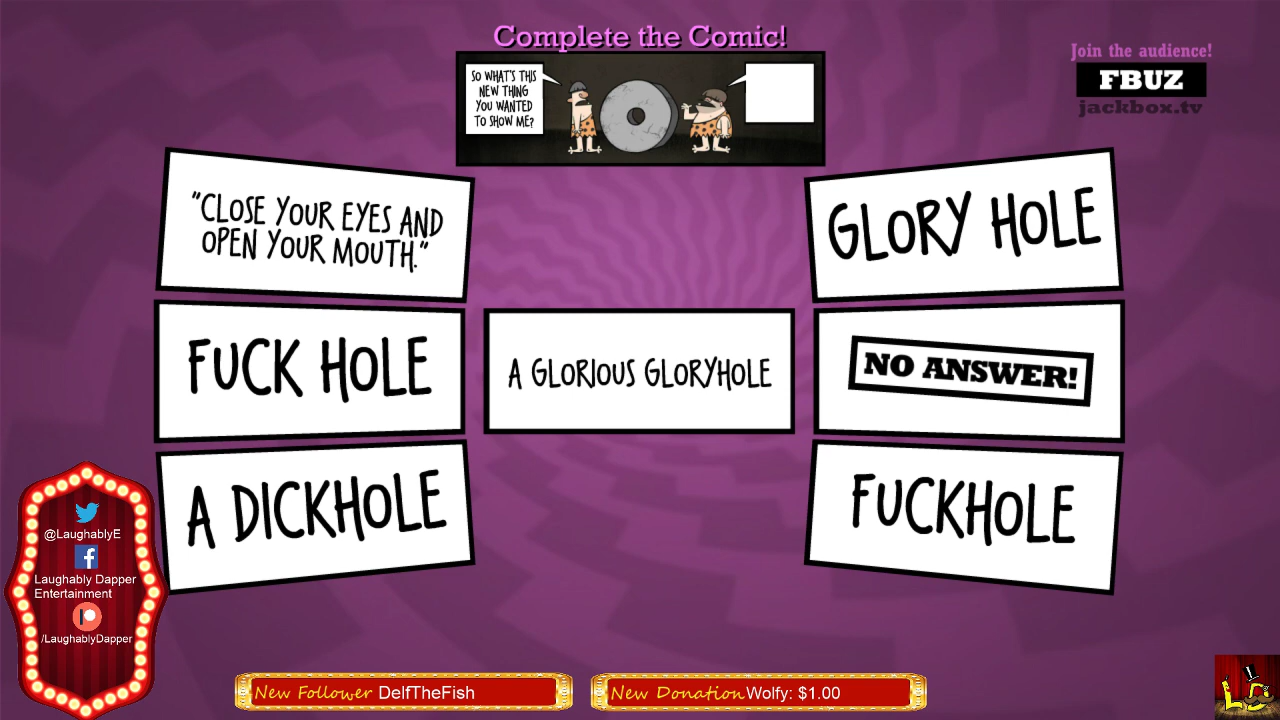 Complete the Comic!
SO WHAT'S THIS
NEW THING
YOU WANTED
TO SHOW ME?
Join the audience!
FBUZ
jackbox.tv
"CLOSE YOUR EYES AND
OPEN YOUR MOUTH."
GLORY HOLE
FUCK HOLE
A GLORIOUS GLORYHOLE
NO ANSWER!
A DICKHOLE
FUCKHOLE
@LaughablyE
Laughably Dapper
Entertainment
/LaughablyDapper
New Follower DelfTheFish
New Donation Wolfy: $1.00
LD